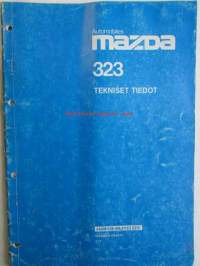 Automobiles
mazda
323
TEKNISET TIEDOT